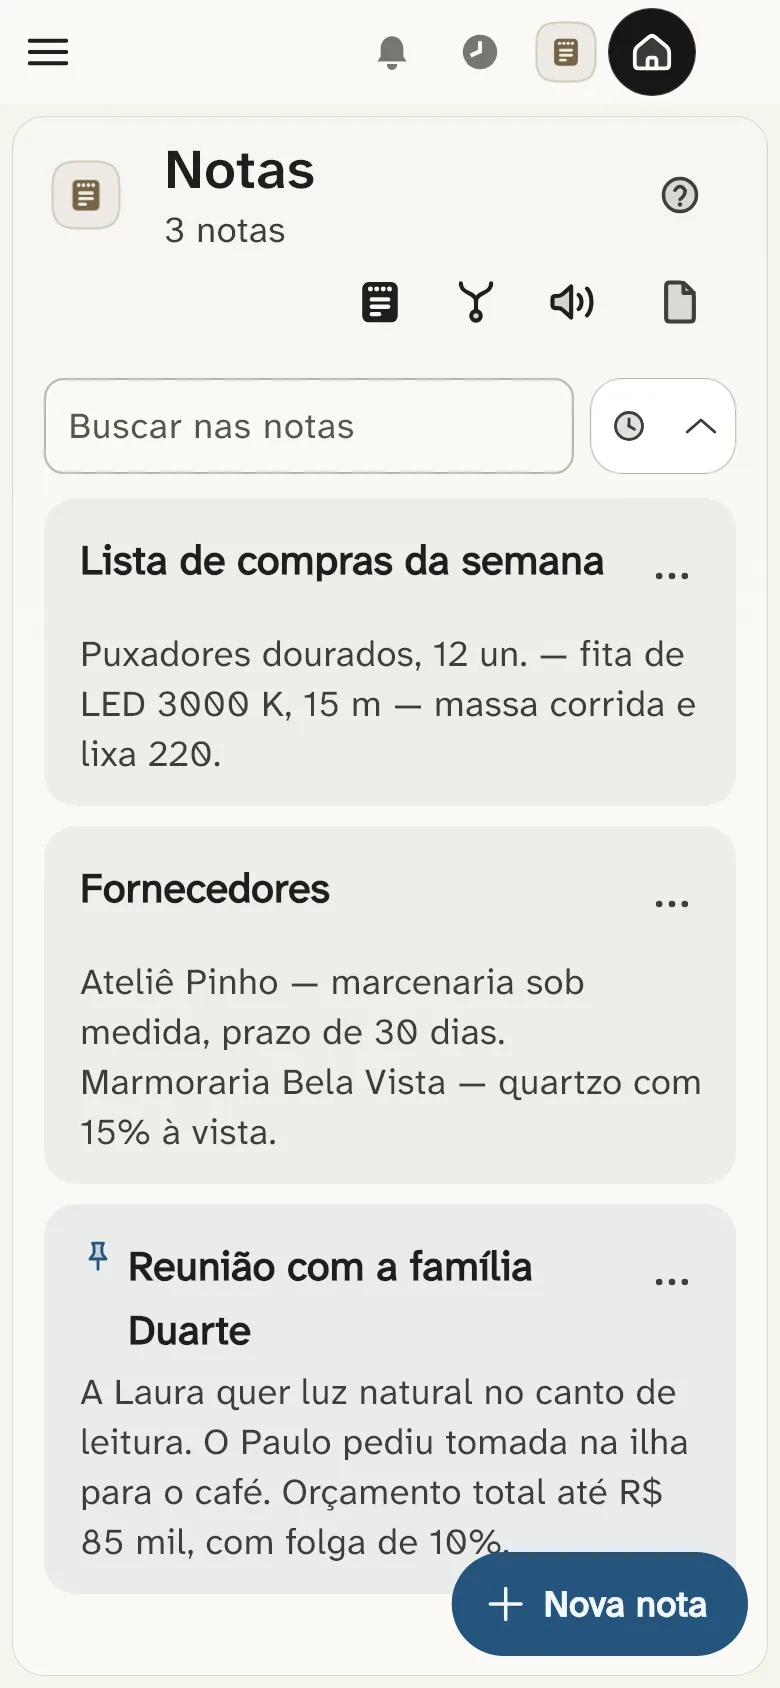 Notas
3 notas
Buscar nas notas
Lista de compras da semana
Puxadores dourados, 12 un. — fita de
LED 3000 K, 15 m — massa corrida e
lixa 220.
Fornecedores
Ateliê Pinho — marcenaria sob
medida, prazo de 30 dias.
Marmoraria Bela Vista — quartzo com
15% à vista.
Reunião com a família
Duarte
A Laura quer luz natural no canto de
leitura. O Paulo pediu tomada na ilha
para o café. Orçamento total até R$
85 mil, com folga de 10%.
Nova nota